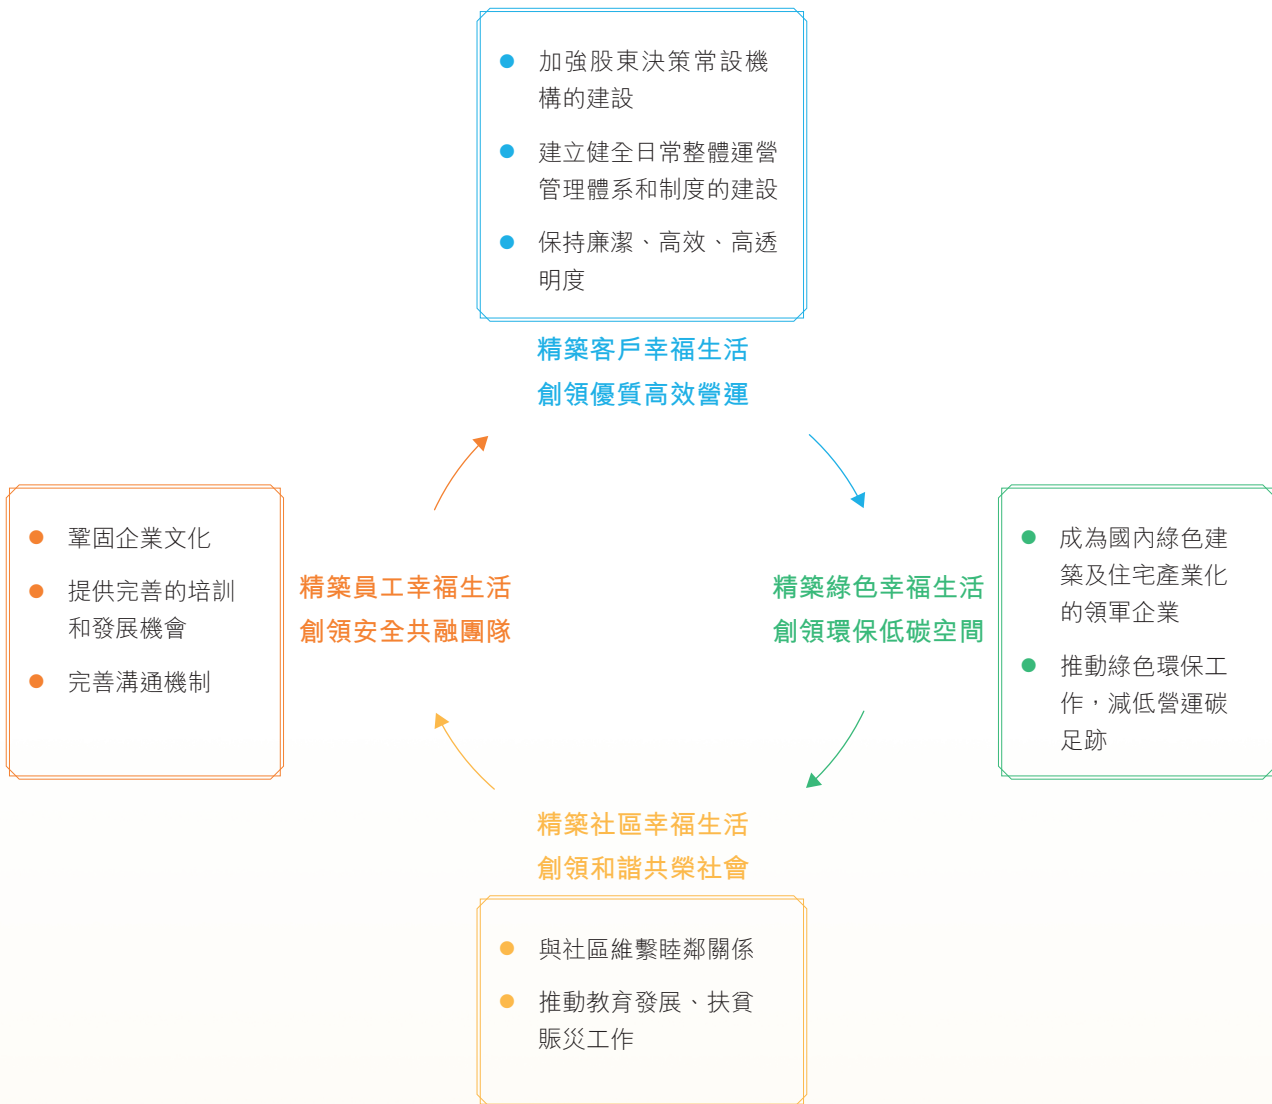 加強股東決策常設機
構的建設
建立健全日常整體運營
管理體系和制度的建設
保持廉潔、高效、高透
明度
精築客戶幸福生活
創領優質高效營運
鞏固企業文化
提供完善的培訓
和發展機會
完善溝通機制
精築員工幸福生活
創領安全共融團隊
精築綠色幸福生活
創領環保低碳空間
成為國內綠色建
築及住宅產業化
的領軍企業
推動綠色環保工
作，減低營運碳
足跡
精築社區幸福生活
創領和諧共榮社會
與社區維繫睦鄰關係
推動教育發展、扶貧
賑災工作